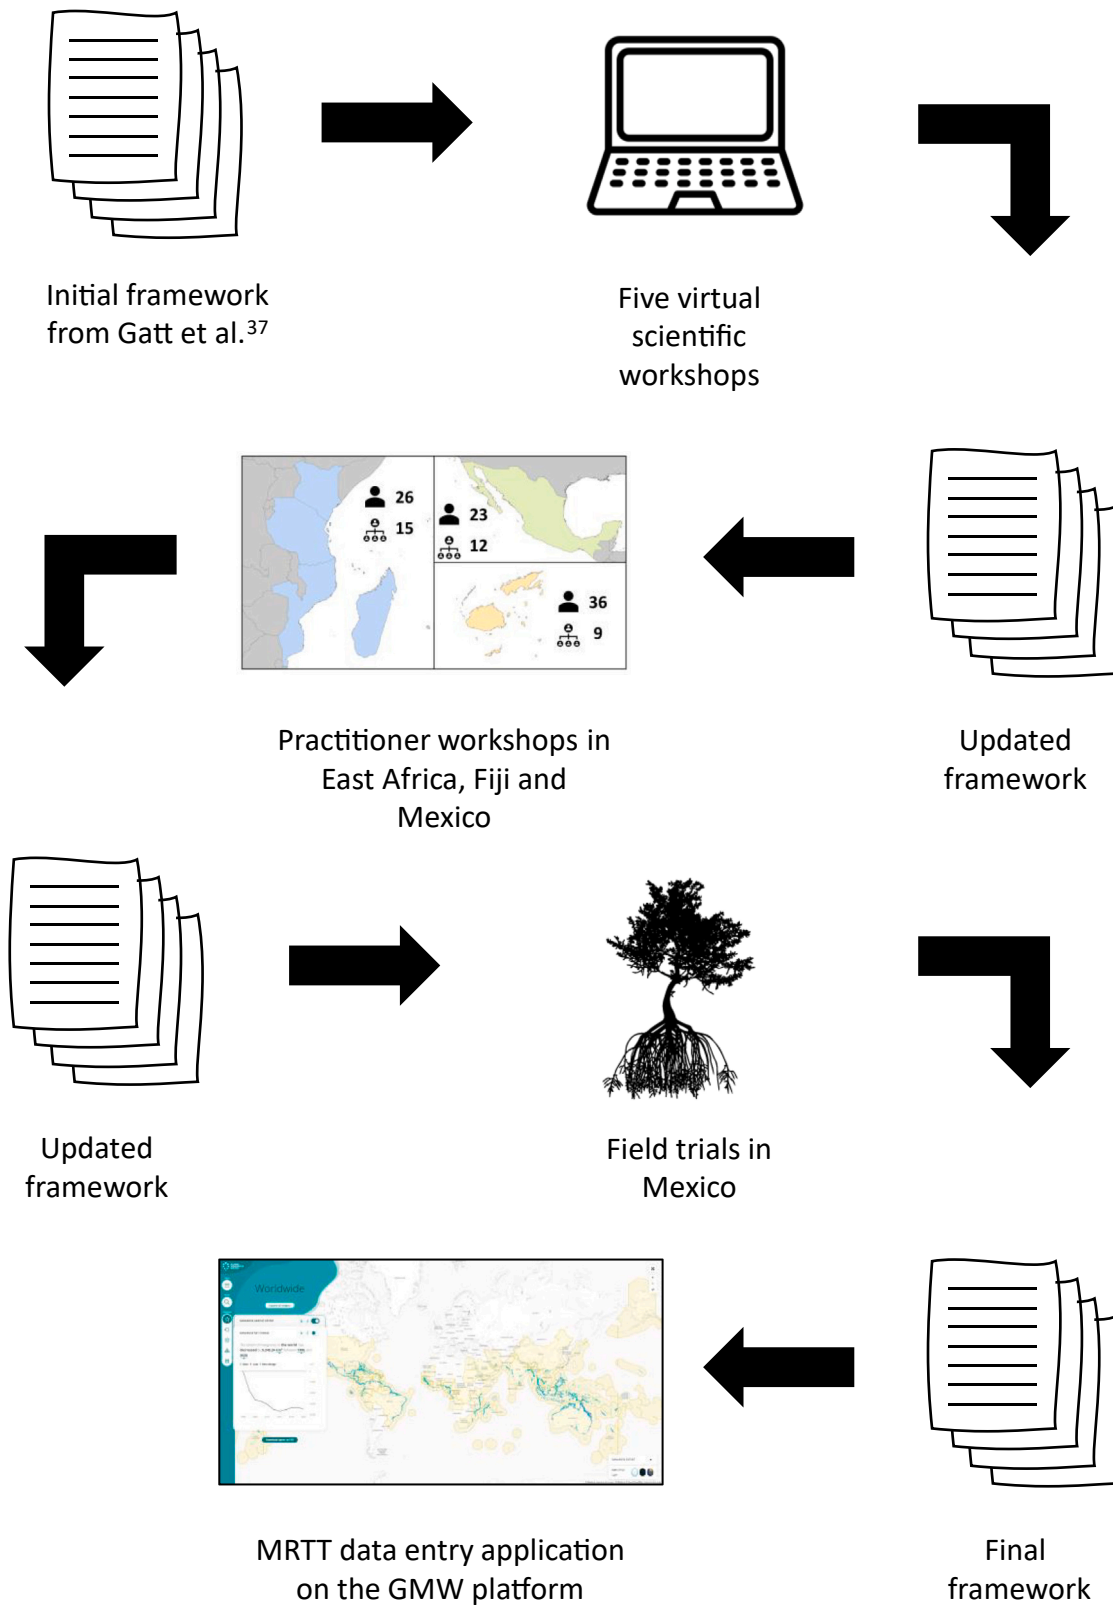 Initial framework
from Gatt et al.³⁷
Five virtual
scientific
workshops
26
15
23
12
36
9
Practitioner workshops in
East Africa, Fiji and
Mexico
Updated
framework
Updated
framework
Field trials in
Mexico
Worldwide
MRTT data entry application
on the GMW platform
Final
framework